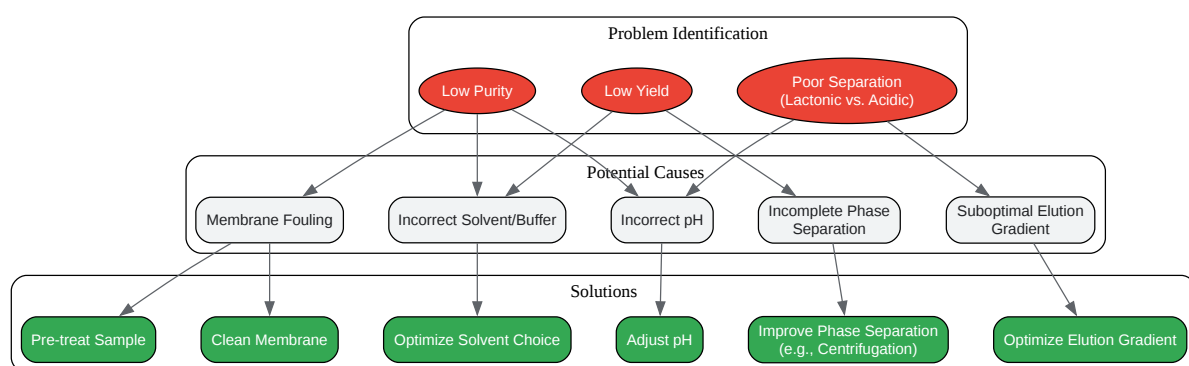 Problem Identification
Low Purity
Low Yield
Poor Separation
(Lactonic vs. Acidic)
Potential Causes
Membrane Fouling
Incorrect Solvent/Buffer
Incorrect pH
Incomplete Phase
Separation
Suboptimal Elution
Gradient
Solutions
Pre-treat Sample
Clean Membrane
Optimize Solvent Choice
Adjust pH
Improve Phase Separation
(e.g., Centrifugation)
Optimize Elution Gradient